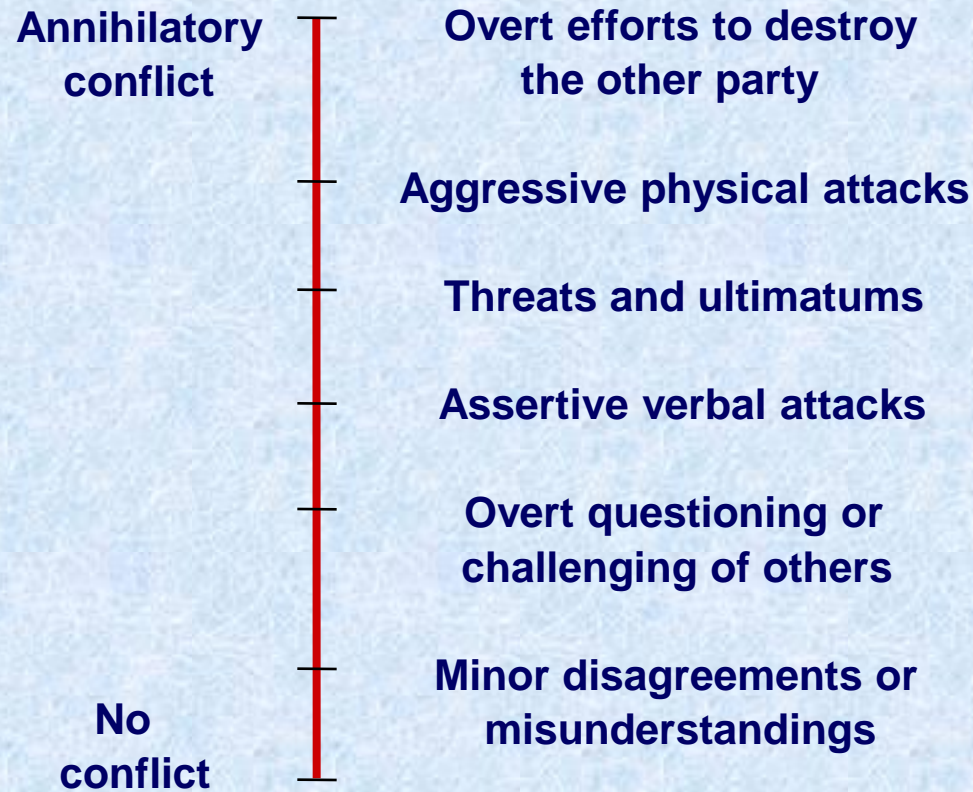 Annihilatory
conflict
Overt efforts to destroy
the other party
Aggressive physical attacks
Threats and ultimatums
Assertive verbal attacks
Overt questioning or
challenging of others
Minor disagreements or
misunderstandings
No
conflict